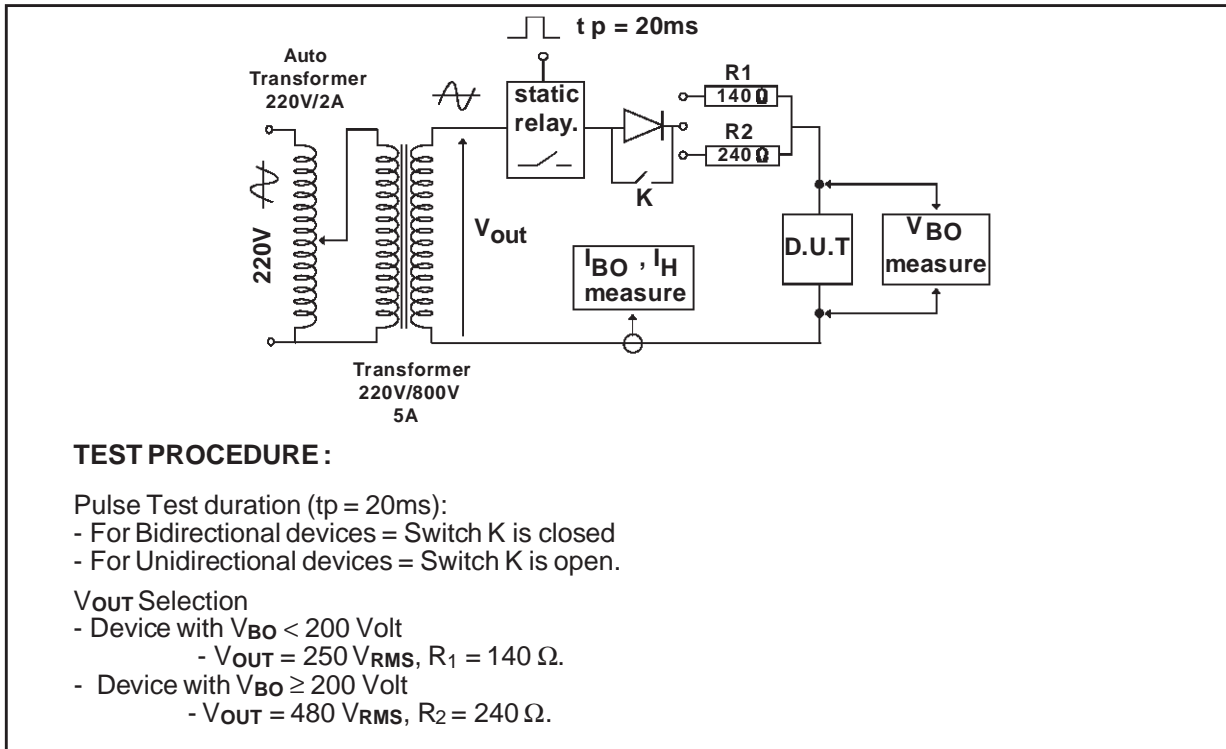 t p = 20ms
Auto
Transformer
220V/2A
static
relay.
R1
140 Ω
R2
240 Ω
K
220V
Vout
IBO , IH
measure
D.U.T
V BO
measure
Transformer
220V/800V
5A
TEST PROCEDURE :
Pulse Test duration (tp = 20ms):
- For Bidirectional devices = Switch K is closed
- For Unidirectional devices = Switch K is open.
VOUT Selection
- Device with VBO < 200 Volt
- VOUT = 250 VRMS, R1 = 140 Ω.
- Device with VBO ≥ 200 Volt
- VOUT = 480 VRMS, R2 = 240 Ω.